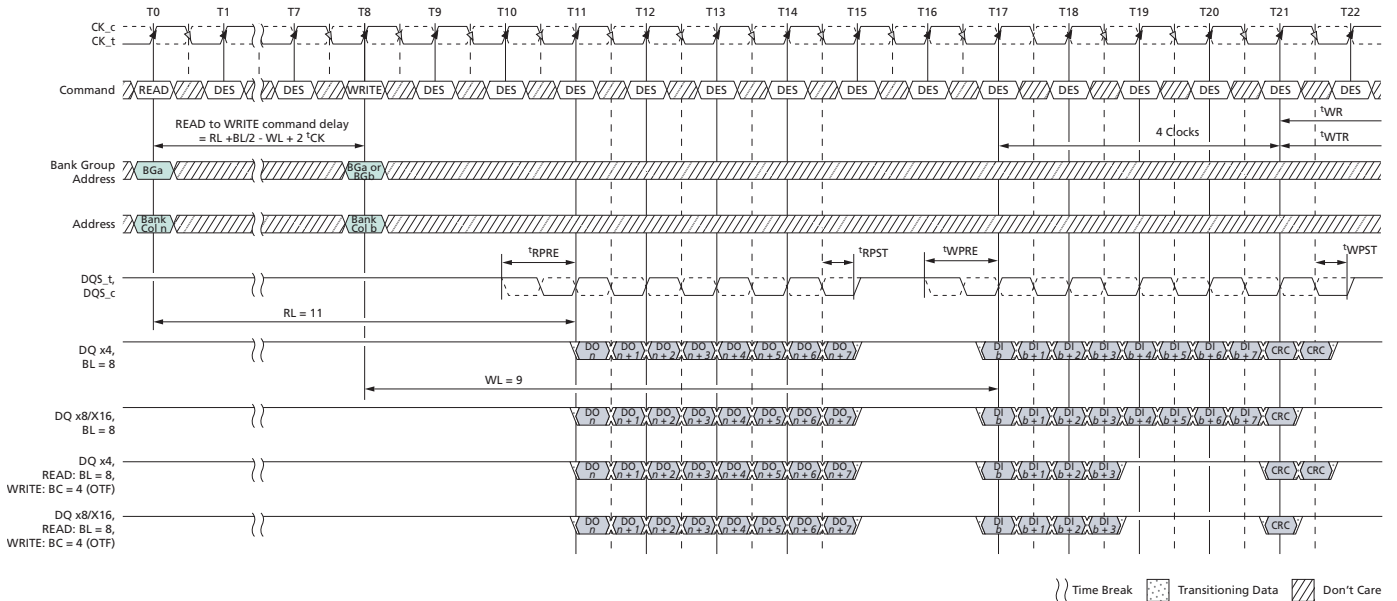 T0 T1 T7 T8 T9 T10 T11 T12 T13 T14 T15 T16 T17 T18 T19 T20 T21 T22
CK_c
CK_t
Command READ DES DES WRITE DES DES DES DES DES DES DES DES DES DES DES DES DES DES
READ to WRITE command delay
= RL +BL/2 - WL + 2 tCK
4 Clocks
tWR
tWTR
Bank Group
Address
BGa
BGa or
BGb
Address
Bank
Col n
Bank
Col b
tRPRE
tRPST
tWPRE
tWPST
DQS_t,
DQS_c
RL = 11
DQ x4,
BL = 8
DO
n
DO
n + 1
DO
n + 2
DO
n + 3
DO
n + 4
DO
n + 5
DO
n + 6
DO
n + 7
DI
b
DI
b + 1
DI
b + 2
DI
b + 3
DI
b + 4
DI
b + 5
DI
b + 6
DI
b + 7
CRC
CRC
WL = 9
DQ x8/X16,
BL = 8
DO
n
DO
n + 1
DO
n + 2
DO
n + 3
DO
n + 4
DO
n + 5
DO
n + 6
DO
n + 7
DI
b
DI
b + 1
DI
b + 2
DI
b + 3
DI
b + 4
DI
b + 5
DI
b + 6
DI
b + 7
CRC
DQ x4,
READ: BL = 8,
WRITE: BC = 4 (OTF)
DO
n
DO
n + 1
DO
n + 2
DO
n + 3
DO
n + 4
DO
n + 5
DO
n + 6
DO
n + 7
DI
b
DI
b + 1
DI
b + 2
DI
b + 3
CRC
CRC
DQ x8/X16,
READ: BL = 8,
WRITE: BC = 4 (OTF)
DO
n
DO
n + 1
DO
n + 2
DO
n + 3
DO
n + 4
DO
n + 5
DO
n + 6
DO
n + 7
DI
b
DI
b + 1
DI
b + 2
DI
b + 3
CRC
Time Break Transitioning Data Don't Care